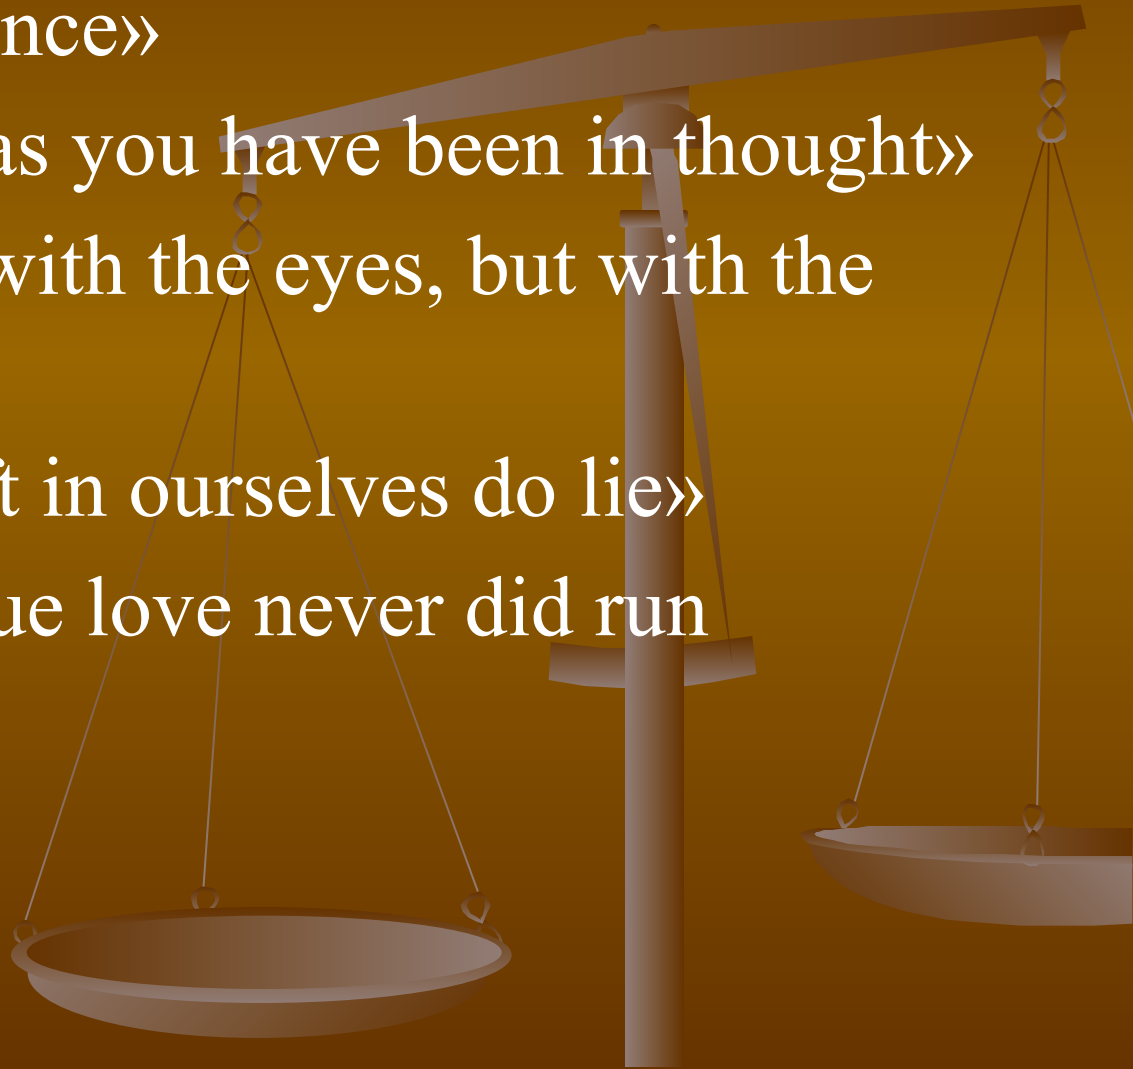 nce»
as you have been in thought»
with the eyes, but with the
t in ourselves do lie»
ue love never did run